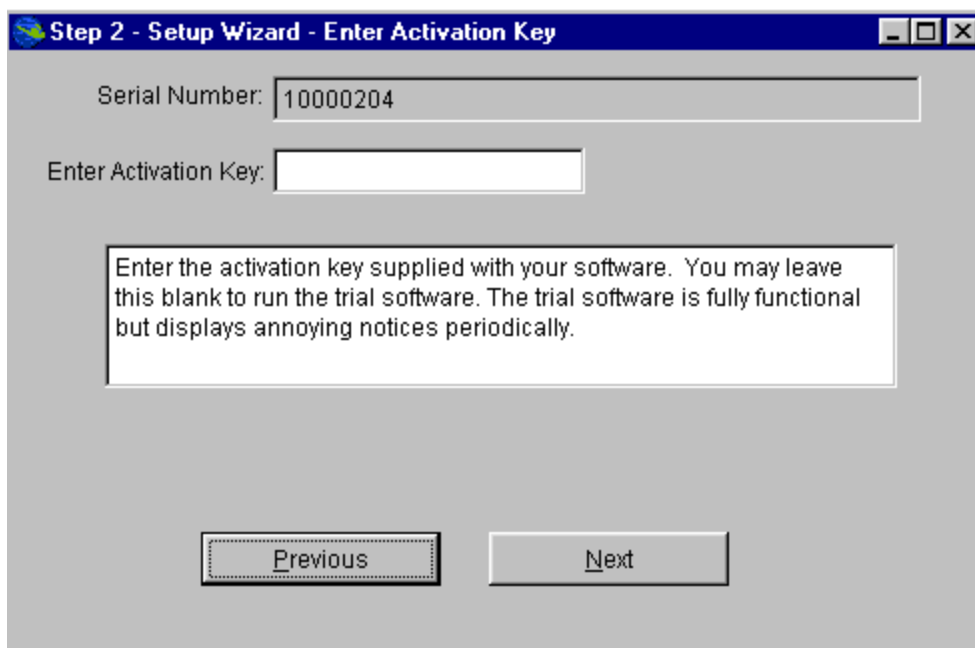 Step 2 - Setup Wizard - Enter Activation Key
Serial Number: 10000204
Enter Activation Key:
Enter the activation key supplied with your software.  You may leave
this blank to run the trial software. The trial software is fully functional
but displays annoying notices periodically.
Previous Next